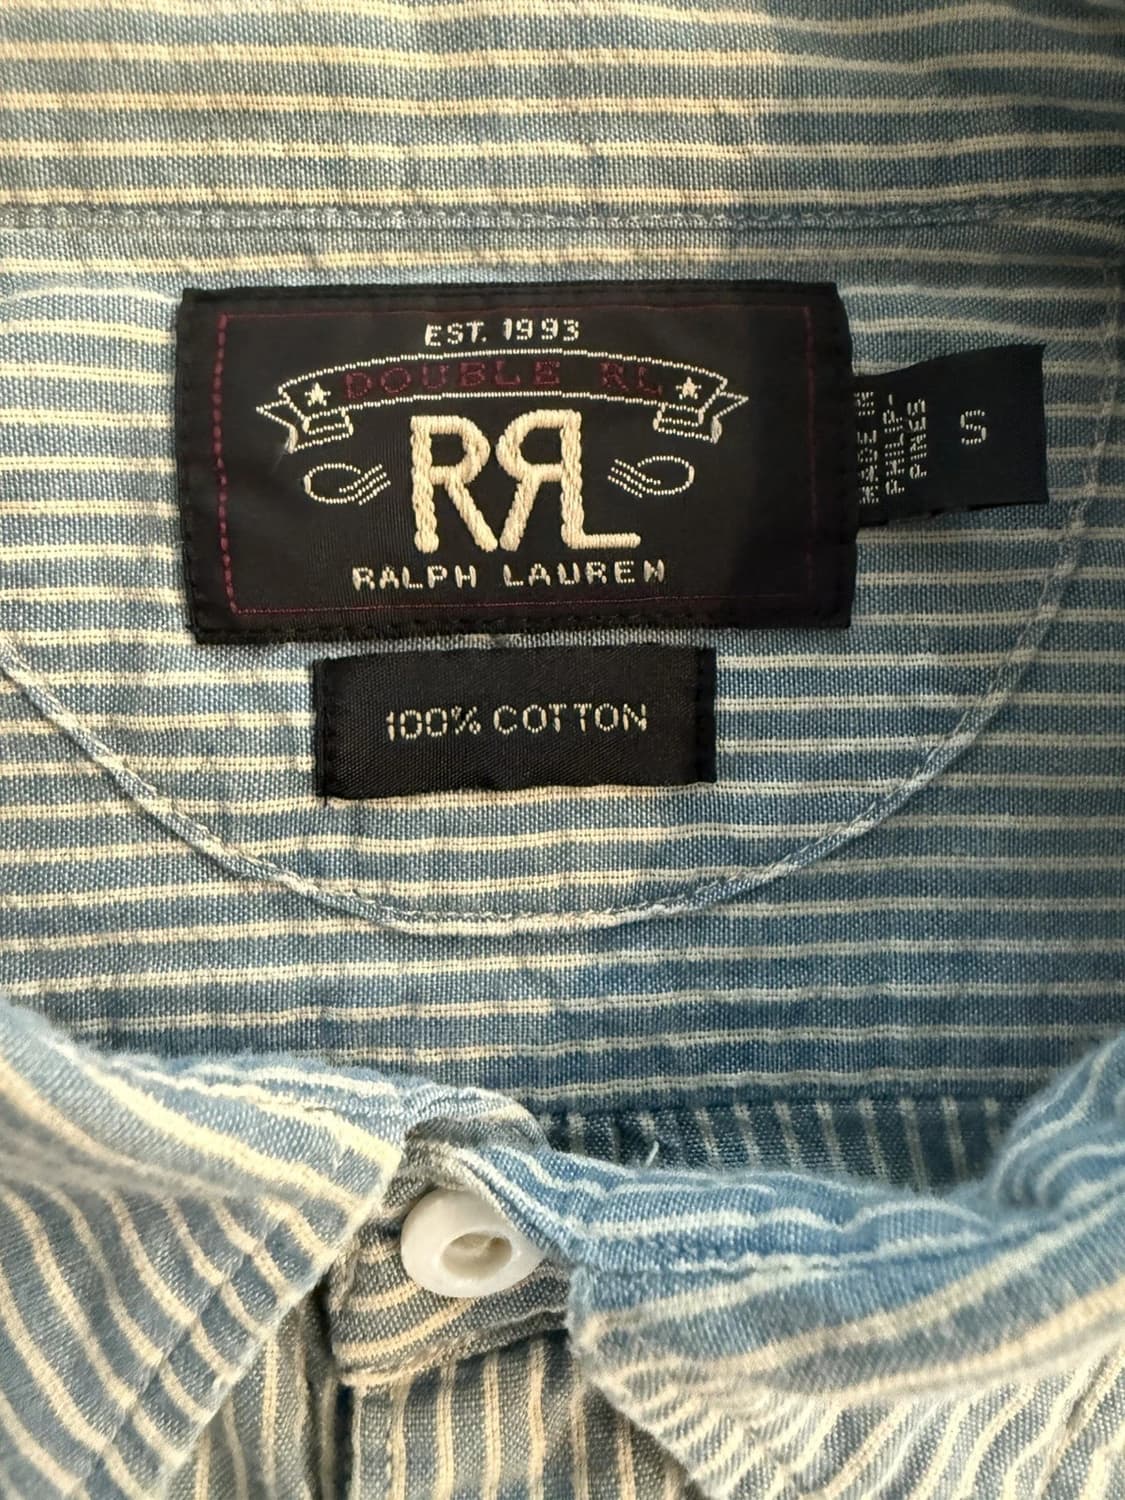 EST. 1993
DOUBLE RL
RRL
RALPH LAUREN
MADE IN
PHILIP-
PINES
S
100% COTTON